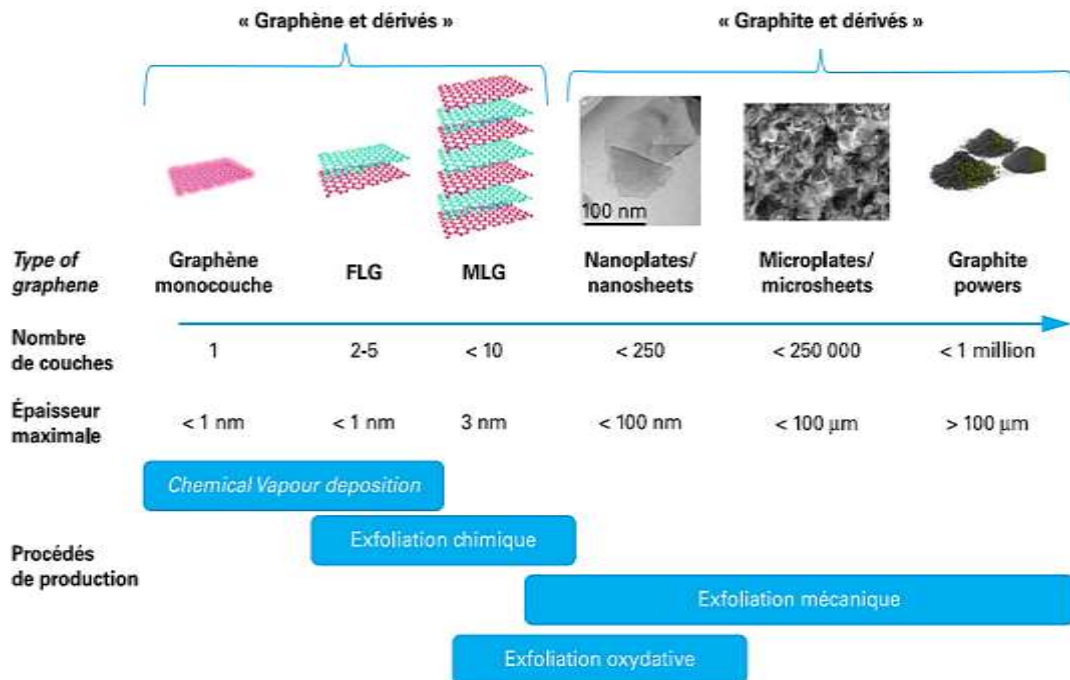 « Graphène et dérivés »
« Graphite et dérivés »
100 nm
Type of
graphene
Graphène
monocouche
FLG
MLG
Nanoplates/
nanosheets
Microplates/
microsheets
Graphite
powers
Nombre
de couches
1
2-5
< 10
< 250
< 250 000
< 1 million
Épaisseur
maximale
< 1 nm
< 1 nm
3 nm
< 100 nm
< 100 μm
> 100 μm
Chemical Vapour deposition
Exfoliation chimique
Procédés
de production
Exfoliation mécanique
Exfoliation oxydative